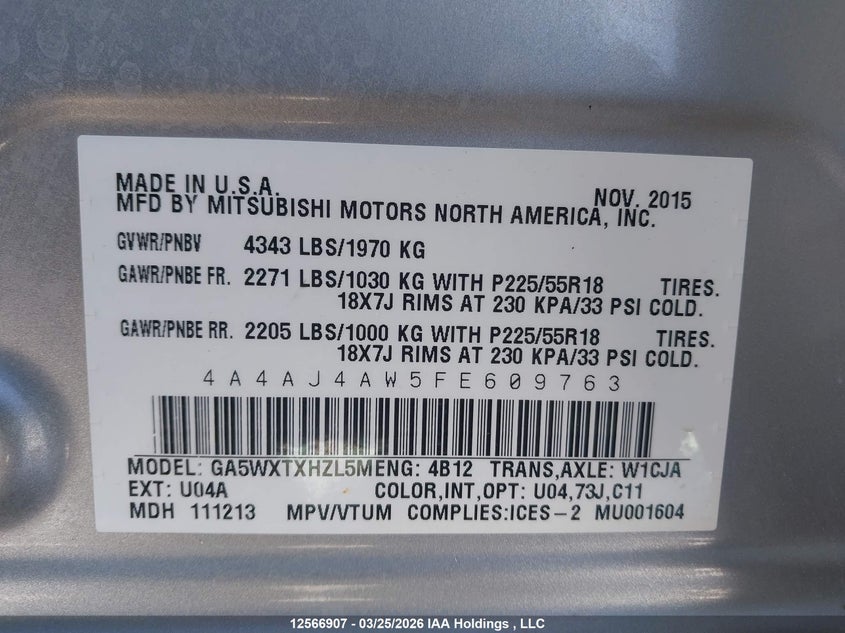 MADE IN U.S.A. NOV. 2015
MFD BY MITSUBISHI MOTORS NORTH AMERICA, INC.
GVWR/PNBV 4343 LBS/1970 KG
GAWR/PNBE FR. 2271 LBS/1030 KG WITH P225/55R18 TIRES.
18X7J RIMS AT 230 KPA/33 PSI COLD.
GAWR/PNBE RR. 2205 LBS/1000 KG WITH P225/55R18 TIRES.
18X7J RIMS AT 230 KPA/33 PSI COLD.
4A4AJ4AW5FE609763
MODEL: GA5WXTXHZL5MENG: 4B12 TRANS,AXLE: W1CJA
EXT: U04A COLOR,INT,OPT: U04,73J,C11
MDH 111213 MPV/VTUM COMPLIES:ICES-2 MU001604
12566907 - 03/25/2026 IAA Holdings , LLC